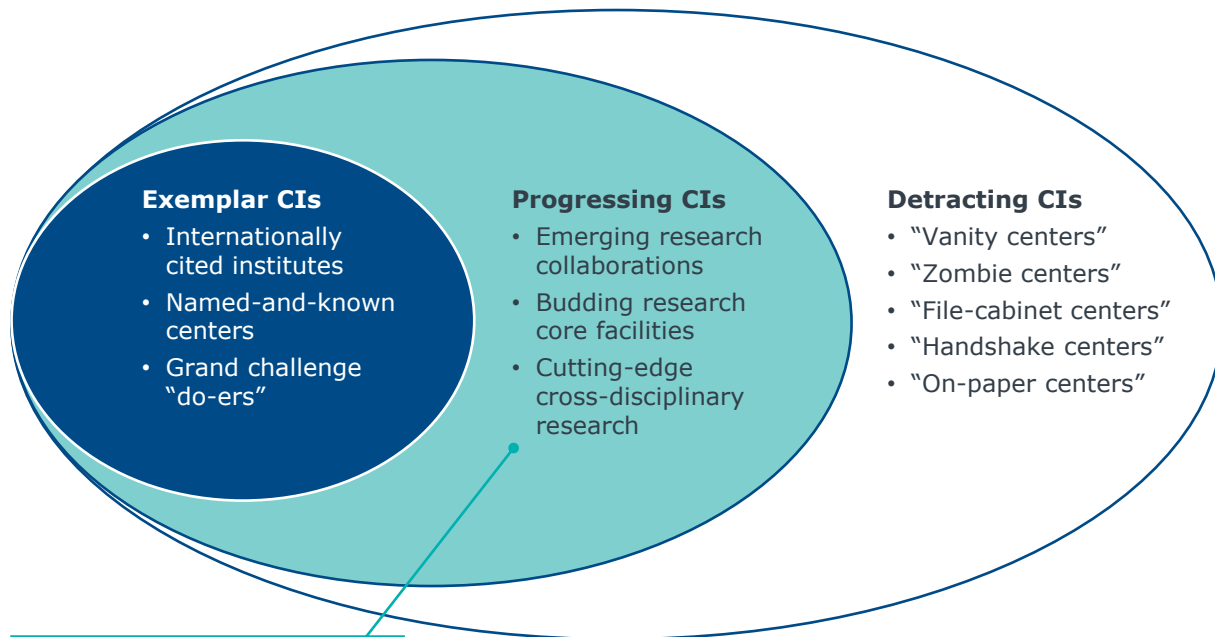 Exemplar CIs
• Internationally
cited institutes
• Named-and-known
centers
• Grand challenge
“do-ers”
Progressing CIs
• Emerging research
collaborations
• Budding research
core facilities
• Cutting-edge
cross-disciplinary
research
Detracting CIs
• “Vanity centers”
• “Zombie centers”
• “File-cabinet centers”
• “Handshake centers”
• “On-paper centers”